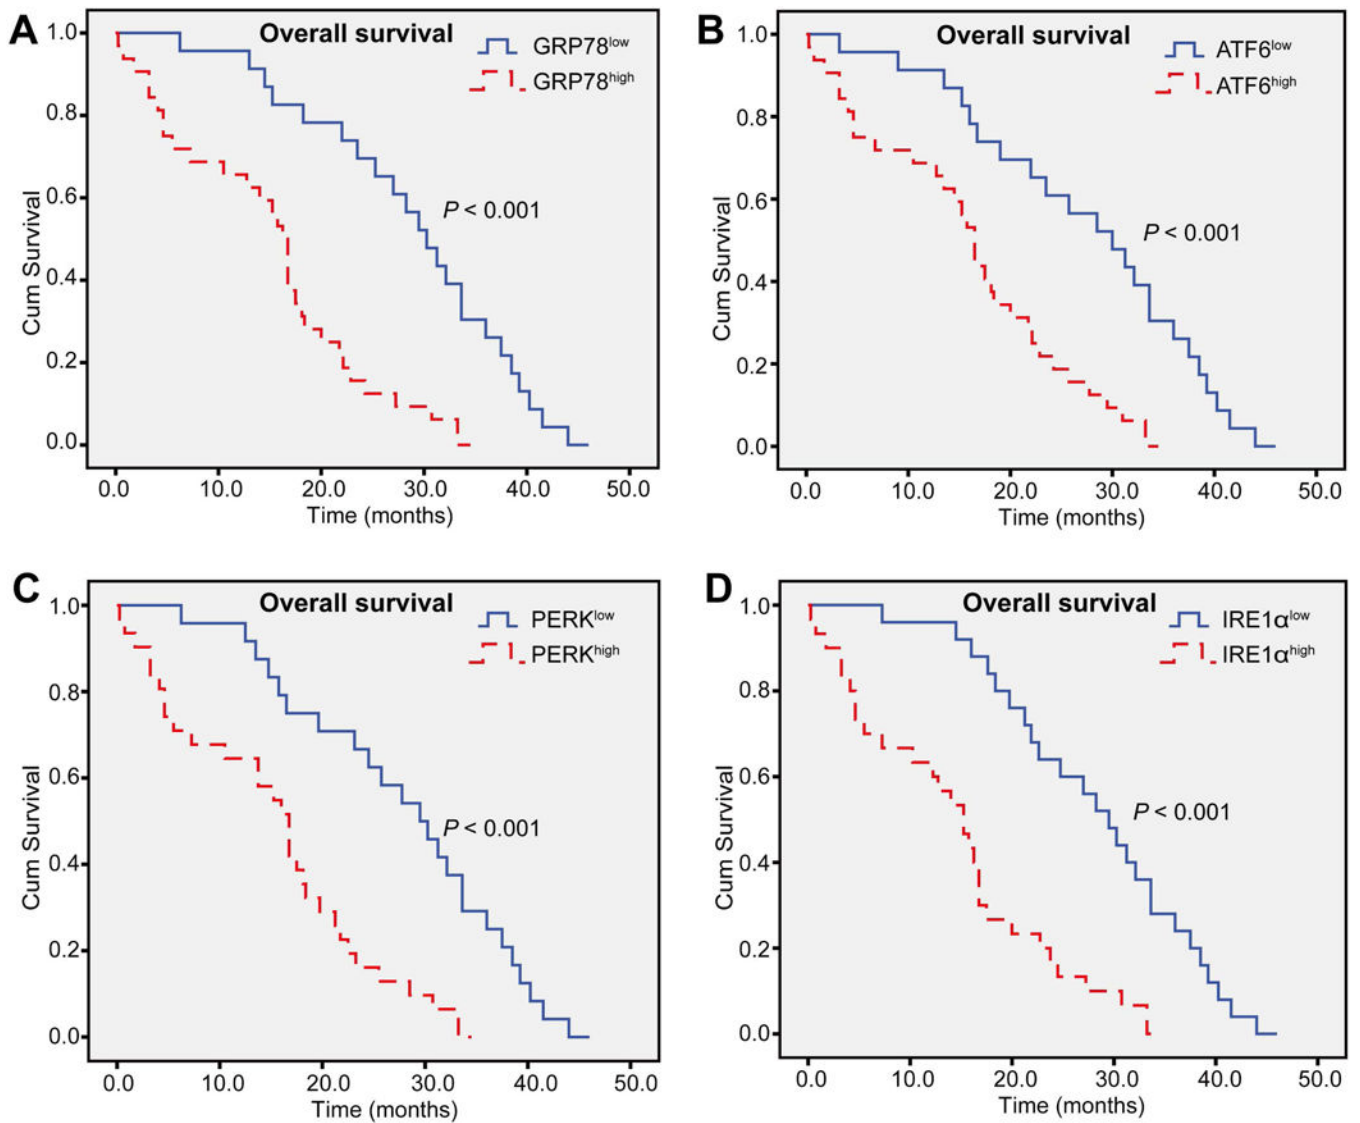 A
Overall survival
GRP78low
GRP78high
P < 0.001
1.0
0.8
0.6
0.4
0.2
0.0
Cum Survival
0.0 10.0 20.0 30.0 40.0 50.0
Time (months)
B
Overall survival
ATF6low
ATF6high
P < 0.001
1.0
0.8
0.6
0.4
0.2
0.0
Cum Survival
0.0 10.0 20.0 30.0 40.0 50.0
Time (months)
C
Overall survival
PERKlow
PERKhigh
P < 0.001
1.0
0.8
0.6
0.4
0.2
0.0
Cum Survival
0.0 10.0 20.0 30.0 40.0 50.0
Time (months)
D
Overall survival
IRE1αlow
IRE1αhigh
P < 0.001
1.0
0.8
0.6
0.4
0.2
0.0
Cum Survival
0.0 10.0 20.0 30.0 40.0 50.0
Time (months)